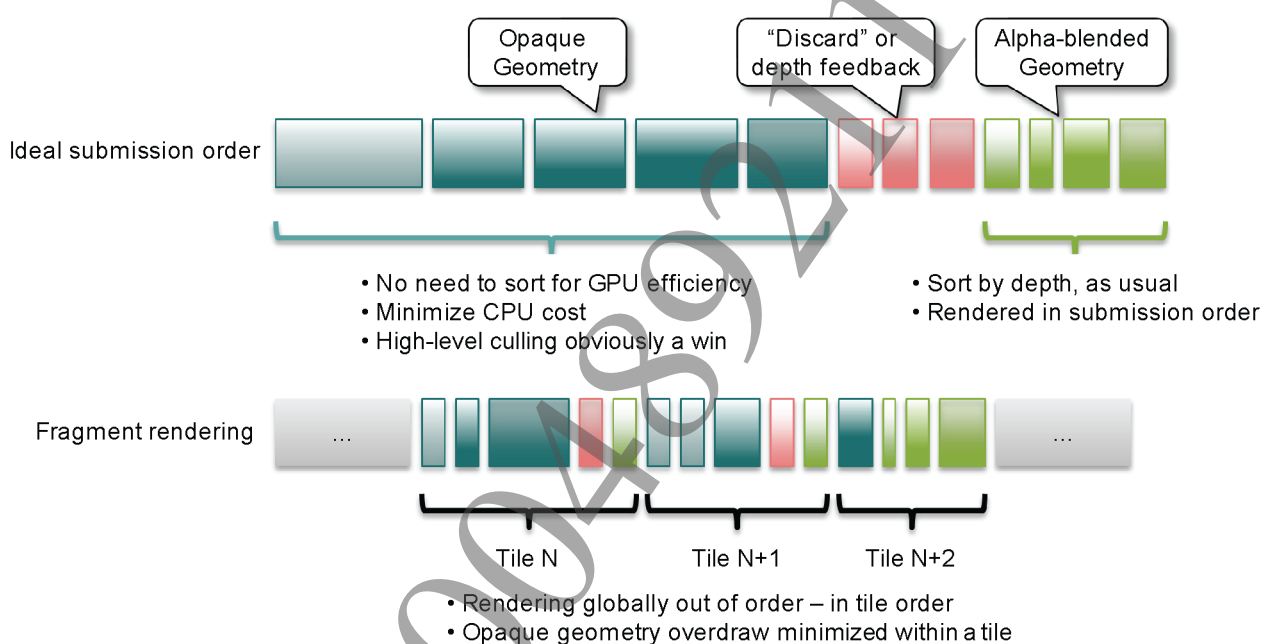 Opaque
Geometry
“Discard” or
depth feedback
Alpha-blended
Geometry
Ideal submission order
• No need to sort for GPU efficiency
• Minimize CPU cost
• High-level culling obviously a win
• Sort by depth, as usual
• Rendered in submission order
Fragment rendering
...
...
Tile N
Tile N+1
Tile N+2
• Rendering globally out of order – in tile order
• Opaque geometry overdraw minimized within a tile